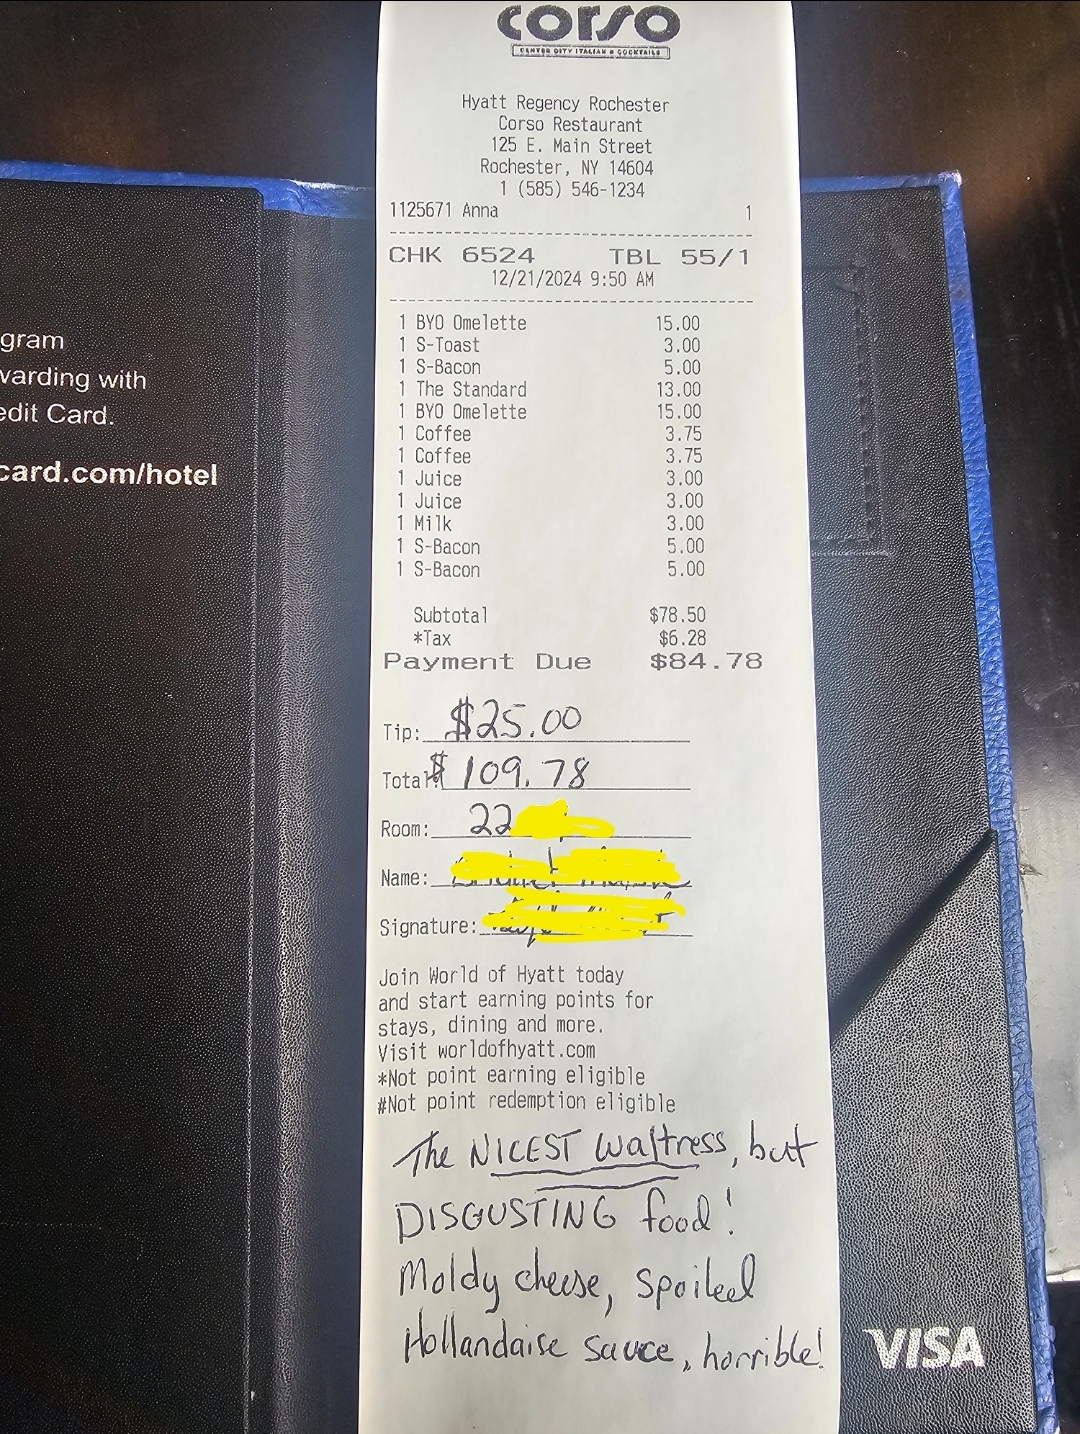 corso
CENTER CITY ITALIAN & COCKTAILS
Hyatt Regency Rochester
Corso Restaurant
125 E. Main Street
Rochester, NY 14604
1 (585) 546-1234
1125671 Anna 1
CHK 6524 TBL 55/1
12/21/2024 9:50 AM
1 BYO Omelette 15.00
1 S-Toast 3.00
1 S-Bacon 5.00
1 The Standard 13.00
1 BYO Omelette 15.00
1 Coffee 3.75
1 Coffee 3.75
1 Juice 3.00
1 Juice 3.00
1 Milk 3.00
1 S-Bacon 5.00
1 S-Bacon 5.00
Subtotal $78.50
*Tax $6.28
Payment Due $84.78
Tip: $25.00
Total: $109.78
Room: 22
Name:
Signature:
Join World of Hyatt today
and start earning points for
stays, dining and more.
Visit worldofhyatt.com
*Not point earning eligible
#Not point redemption eligible
The NICEST waitress, but
DISGUSTING food!
Moldy cheese, spoiled
Hollandaise sauce, horrible!
gram
warding with
edit Card.
card.com/hotel
VISA